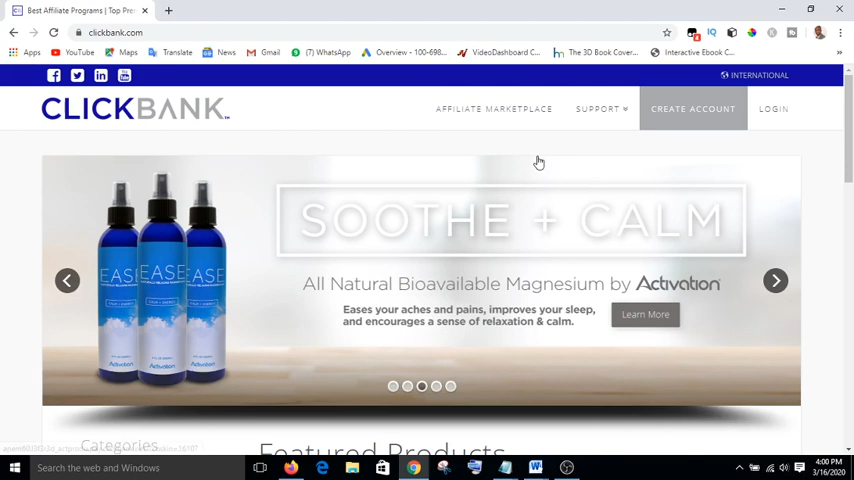 Best Affiliate Programs | Top Pre
clickbank.com
Apps YouTube Maps Translate News Gmail (7) WhatsApp Overview - 100-698... VideoDashboard C... The 3D Book Cover... Interactive Ebook C...
INTERNATIONAL
CLICKBANK
AFFILIATE MARKETPLACE SUPPORT CREATE ACCOUNT LOGIN
SOOTHE + CALM
EASE EASE EASE
All Natural Bioavailable Magnesium by Activation
Eases your aches and pains, improves your sleep,
and encourages a sense of relaxation & calm.
Learn More
Activation Activation Activation
Categories
Featured Products
Search the web and Windows
4:00 PM
3/16/2020